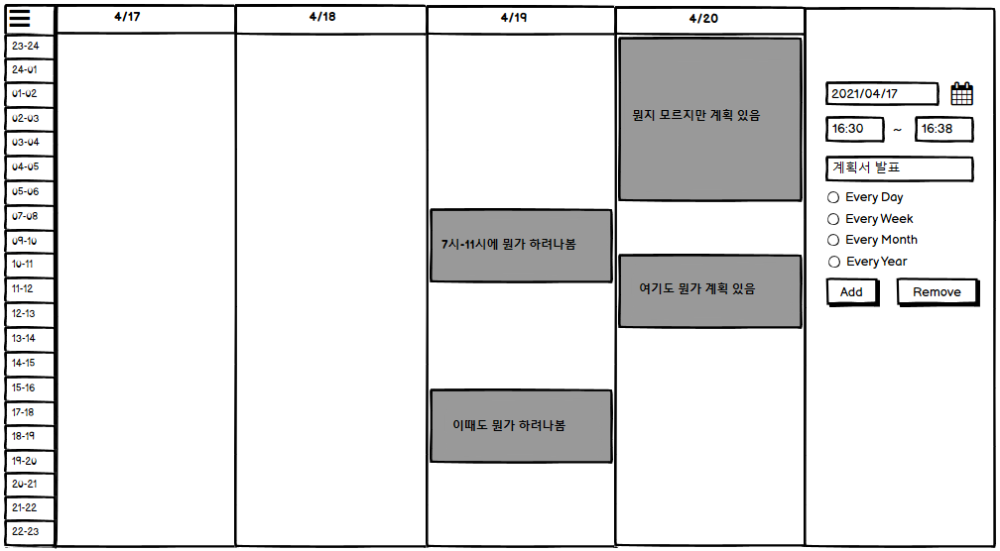 4/17
4/18
4/19
4/20
23-24
24-01
01-02
02-03
03-04
04-05
05-06
07-08
09-10
10-11
11-12
12-13
13-14
14-15
15-16
17-18
18-19
19-20
20-21
21-22
22-23
7시-11시에 뭔가 하려나봄
이때도 뭔가 하려나봄
뭔지 모르지만 계획 있음
여기도 뭔가 계획 있음
2021/04/17
16:30 ~ 16:38
계획서 발표
Every Day
Every Week
Every Month
Every Year
Add Remove